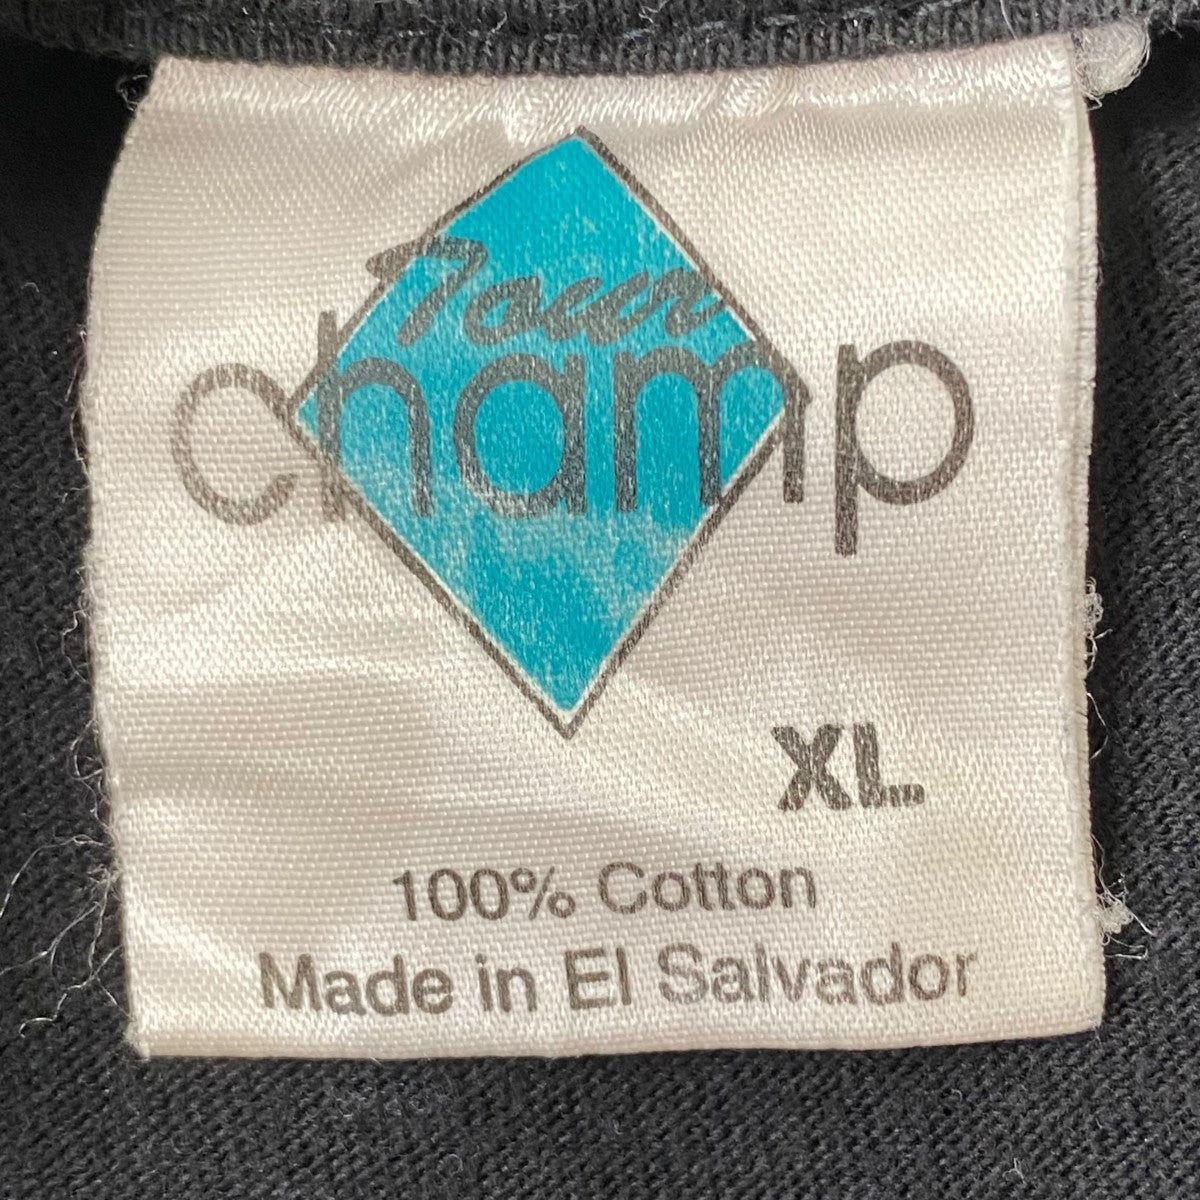 Tour
champ
XL
100% Cotton
Made in El Salvador